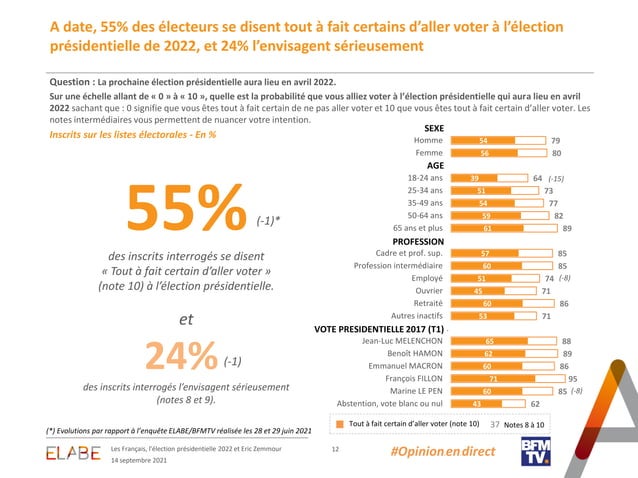 A date, 55% des électeurs se disent tout à fait certains d’aller voter à l’élection
présidentielle de 2022, et 24% l’envisagent sérieusement
Question : La prochaine élection présidentielle aura lieu en avril 2022.
Sur une échelle allant de « 0 » à « 10 », quelle est la probabilité que vous alliez voter à l’élection présidentielle qui aura lieu en avril
2022 sachant que : 0 signifie que vous êtes tout à fait certain de ne pas aller voter et 10 que vous êtes tout à fait certain d’aller voter. Les
notes intermédiaires vous permettent de nuancer votre intention.
Inscrits sur les listes électorales - En %
55% (-1)*
des inscrits interrogés se disent
« Tout à fait certain d’aller voter »
(note 10) à l’élection présidentielle.
et
24% (-1)
des inscrits interrogés l’envisagent sérieusement
(notes 8 et 9).
SEXE
Homme 54 79
Femme 56 80
AGE
18-24 ans 39 64 (-15)
25-34 ans 51 73
35-49 ans 54 77
50-64 ans 59 82
65 ans et plus 61 89
PROFESSION
Cadre et prof. sup. 57 85
Profession intermédiaire 60 85
Employé 51 74 (-8)
Ouvrier 45 71
Retraité 60 86
Autres inactifs 53 71
VOTE PRESIDENTIELLE 2017 (T1)
Jean-Luc MELENCHON 65 88
Benoît HAMON 62 89
Emmanuel MACRON 60 86
François FILLON 71 95
Marine LE PEN 60 85 (-8)
Abstention, vote blanc ou nul 43 62
Tout à fait certain d’aller voter (note 10) 37 Notes 8 à 10
(*) Evolutions par rapport à l’enquête ELABE/BFMTV réalisée les 28 et 29 juin 2021
ELABE
Les Français, l’élection présidentielle 2022 et Eric Zemmour
14 septembre 2021
12
#Opinionendirect
BFM
TV.